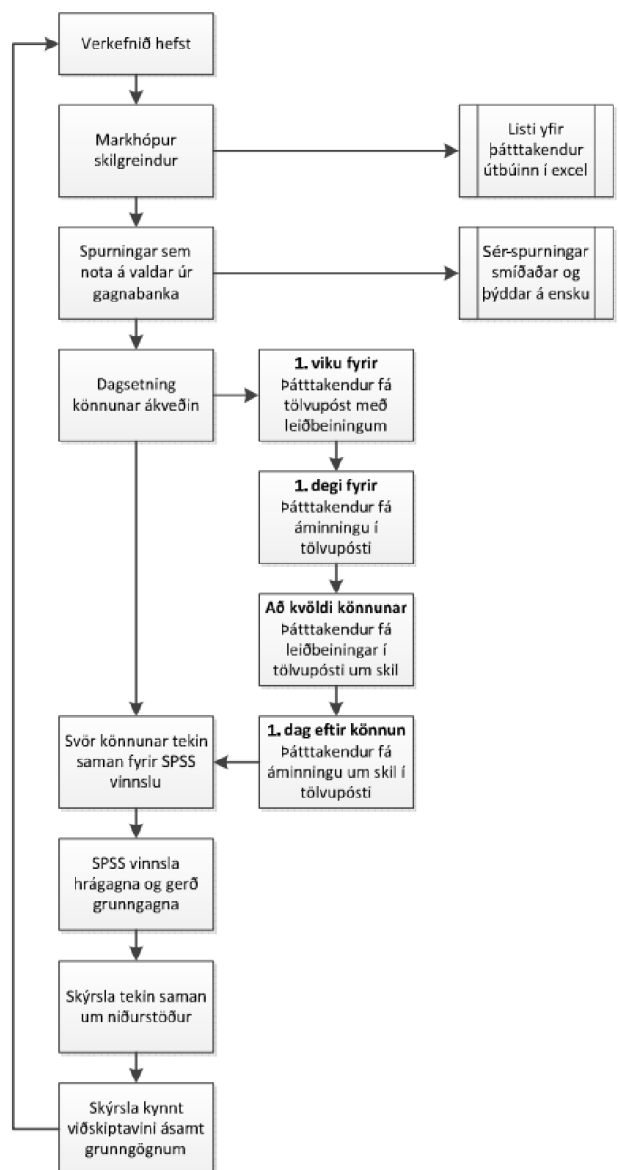 Verkefnið hefst
Markhópur
skilgreindur
Listi yfir
þátttakendur
útbúinn í excel
Spurningar sem
nota á valdar úr
gagnabanka
Sér-spurningar
smíðaðar og
þýddar á ensku
Dagsetning
könnunar ákveðin
1. viku fyrir
Þátttakendur fá
tölvupóst með
leiðbeiningum
1. degi fyrir
Þátttakendur fá
áminningu í
tölvupósti
Að kvöldi könnunar
Þátttakendur fá
leiðbeiningar í
tölvupósti um skil
1. dag eftir könnun
Þátttakendur fá
áminningu um skil í
tölvupósti
Svör könnunar tekin
saman fyrir SPSS
vinnslu
SPSS vinnsla
hrágagna og gerð
grunngagna
Skýrsla tekin saman
um niðurstöður
Skýrsla kynnt
viðskiptavini ásamt
grunngögnum